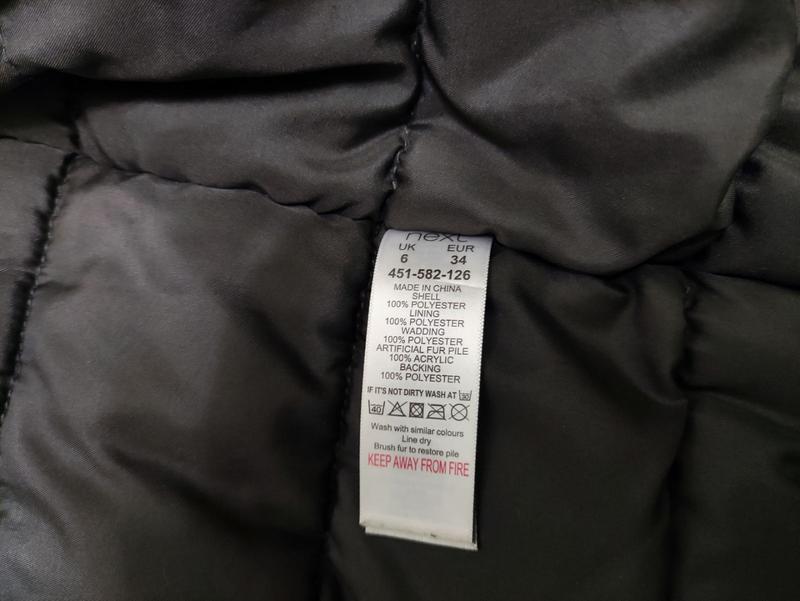 next
UK EUR
6 34
451-582-126
MADE IN CHINA
SHELL
100% POLYESTER
LINING
100% POLYESTER
WADDING
100% POLYESTER
ARTIFICIAL FUR PILE
100% ACRYLIC
BACKING
100% POLYESTER
IF IT'S NOT DIRTY WASH AT 30
40
Wash with similar colours
Line dry
Brush fur to restore pile
KEEP AWAY FROM FIRE